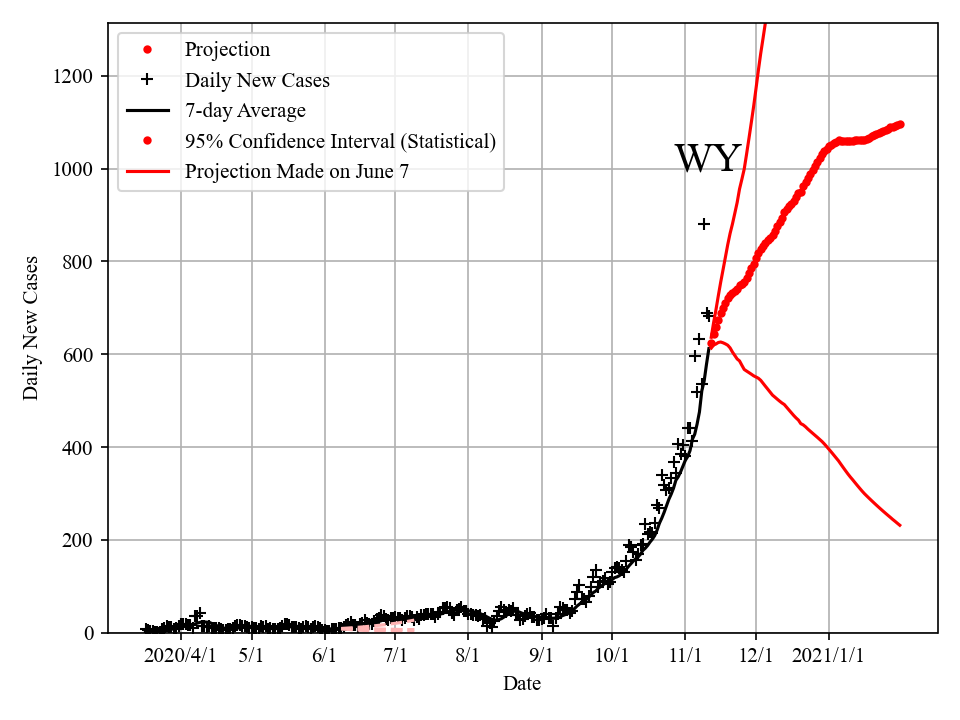 Projection
Daily New Cases
7-day Average
95% Confidence Interval (Statistical)
Projection Made on June 7
WY
Daily New Cases
1200
1000
800
600
400
200
0
2020/4/1 5/1 6/1 7/1 8/1 9/1 10/1 11/1 12/1 2021/1/1
Date